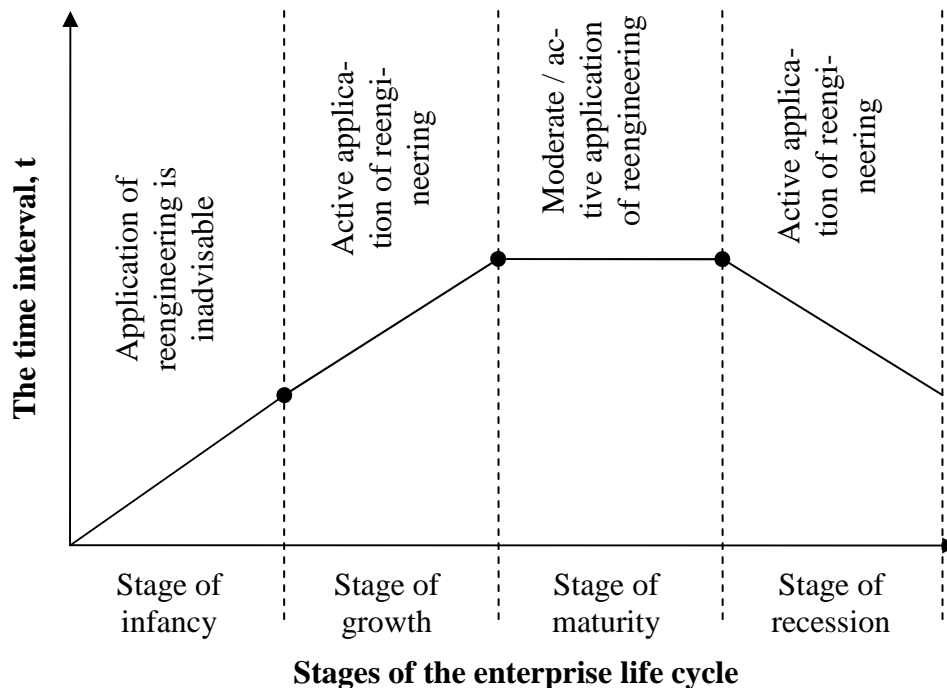 The time interval, t
Application of
reengineering is
inadvisable
Active applica-
tion of reengi-
neering
Moderate / ac-
tive application
of reengineering
Active applica-
tion of reengi-
neering
Stage of
infancy
Stage of
growth
Stage of
maturity
Stage of
recession
Stages of the enterprise life cycle